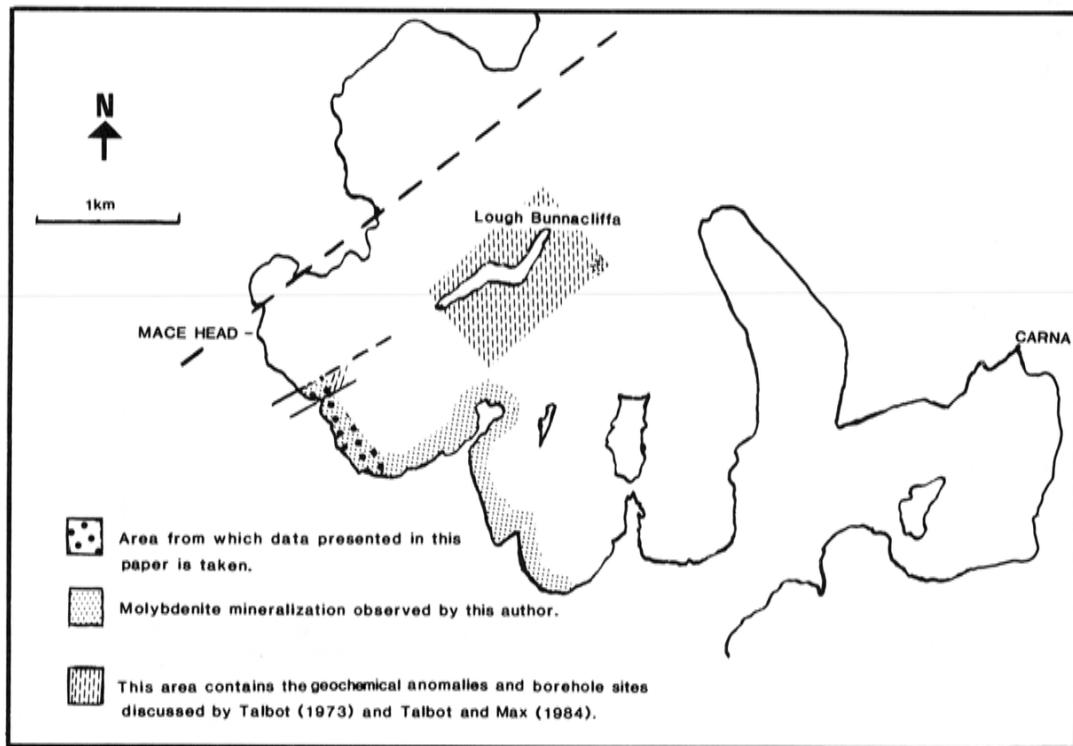 N
1km
Lough Bunnacliffa
MACE HEAD
CARNA
Area from which data presented in this
paper is taken.
Molybdenite mineralization observed by this author.
This area contains the geochemical anomalies and borehole sites
discussed by Talbot (1973) and Talbot and Max (1984).